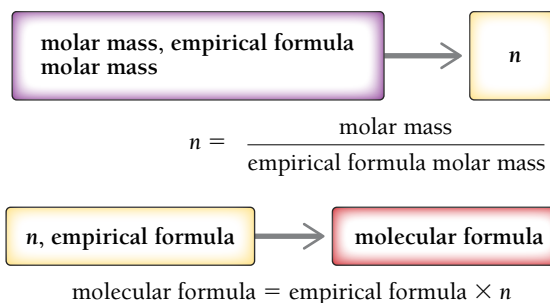 molar mass, empirical formula
molar mass
n
n = molar mass / empirical formula molar mass
n, empirical formula
molecular formula
molecular formula = empirical formula × n